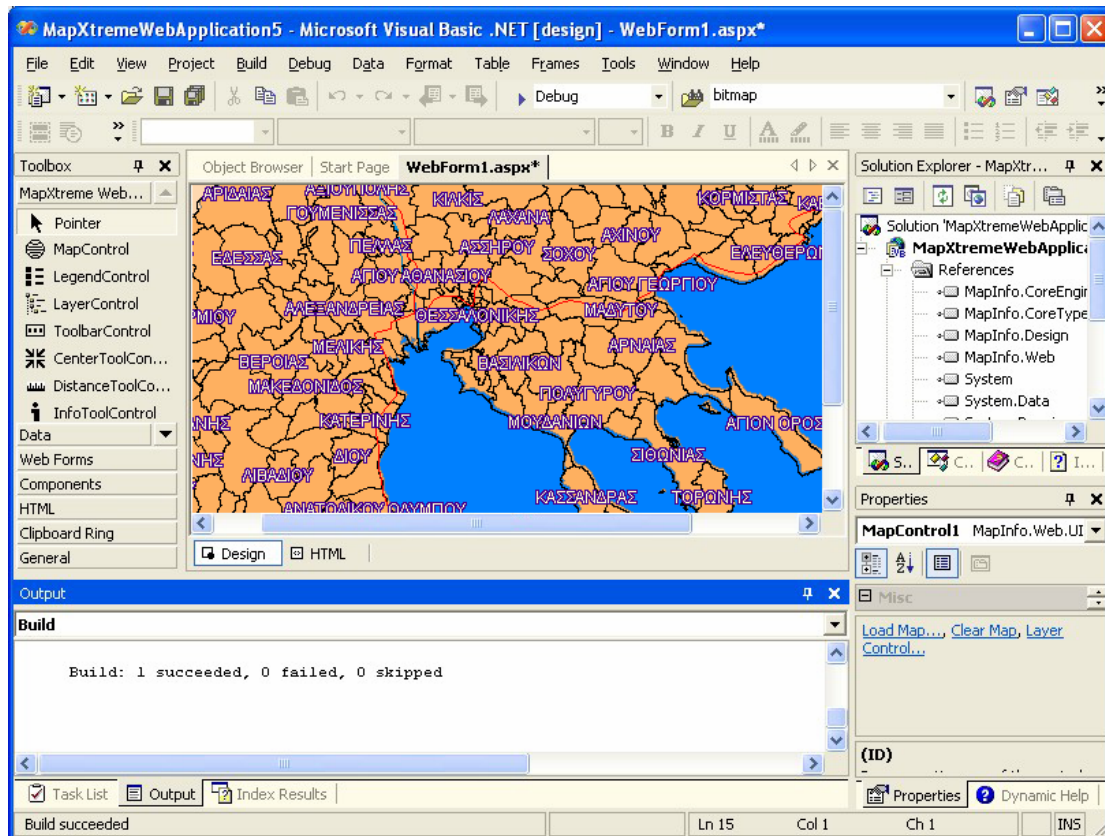 MapXtremeWebApplication5 - Microsoft Visual Basic .NET [design] - WebForm1.aspx*
File Edit View Project Build Debug Data Format Table Frames Tools Window Help
Debug bitmap
B I U A
Toolbox
MapXtreme Web...
Pointer
MapControl
LegendControl
LayerControl
ToolbarControl
CenterToolCon...
DistanceToolCo...
InfoToolControl
Data
Web Forms
Components
HTML
Clipboard Ring
General
Object Browser Start Page WebForm1.aspx*
ΑΡΙΔΑΙΑΣ ΑΞΙΟΥΠΟΛΗΣ ΚΙΛΚΙΣ ΚΟΡΜΙΣΤΑΣ
ΓΟΥΜΕΝΙΣΣΑΣ ΛΑΧΑΝΑ
ΠΕΛΛΑΣ ΑΣΣΗΡΟΥ ΑΧΙΝΟΥ
ΕΔΕΣΣΑΣ ΣΟΧΟΥ ΕΛΕΥΘΕΡΩΝ
ΑΓΙΟΥ ΑΘΑΝΑΣΙΟΥ ΑΓΙΟΥ ΓΕΩΡΓΙΟΥ
ΑΛΕΞΑΝΔΡΕΙΑΣ ΘΕΣΣΑΛΟΝΙΚΗΣ ΜΑΔΥΤΟΥ
ΜΕΛΙΚΗΣ ΑΡΝΑΙΑΣ
ΒΕΡΟΙΑΣ ΒΑΣΙΛΙΚΩΝ
ΜΑΚΕΔΟΝΙΔΟΣ ΠΟΛΥΓΥΡΟΥ
ΚΑΤΕΡΙΝΗΣ ΜΟΥΔΑΝΙΩΝ ΑΓΙΟΝ ΟΡΟΣ
ΔΙΟΥ ΣΙΘΩΝΙΑΣ
ΛΙΒΑΔΙΟΥ
ΚΑΣΣΑΝΔΡΑΣ ΤΟΡΩΝΗΣ
ΑΝΑΤΟΛΙΚΟΥ ΟΛΥΜΠΟΥ
Design HTML
Solution Explorer - MapXtr...
Solution 'MapXtremeWebApplic
MapXtremeWebApplica
References
MapInfo.CoreEngin
MapInfo.CoreType
MapInfo.Design
MapInfo.Web
System
System.Data
S.. C... C... I...
Properties
MapControl1 MapInfo.Web.UI
Misc
Load Map..., Clear Map, Layer
Control...
(ID)
Properties Dynamic Help
Output
Build
Build: 1 succeeded, 0 failed, 0 skipped
Task List Output Index Results
Build succeeded Ln 15 Col 1 Ch 1 INS